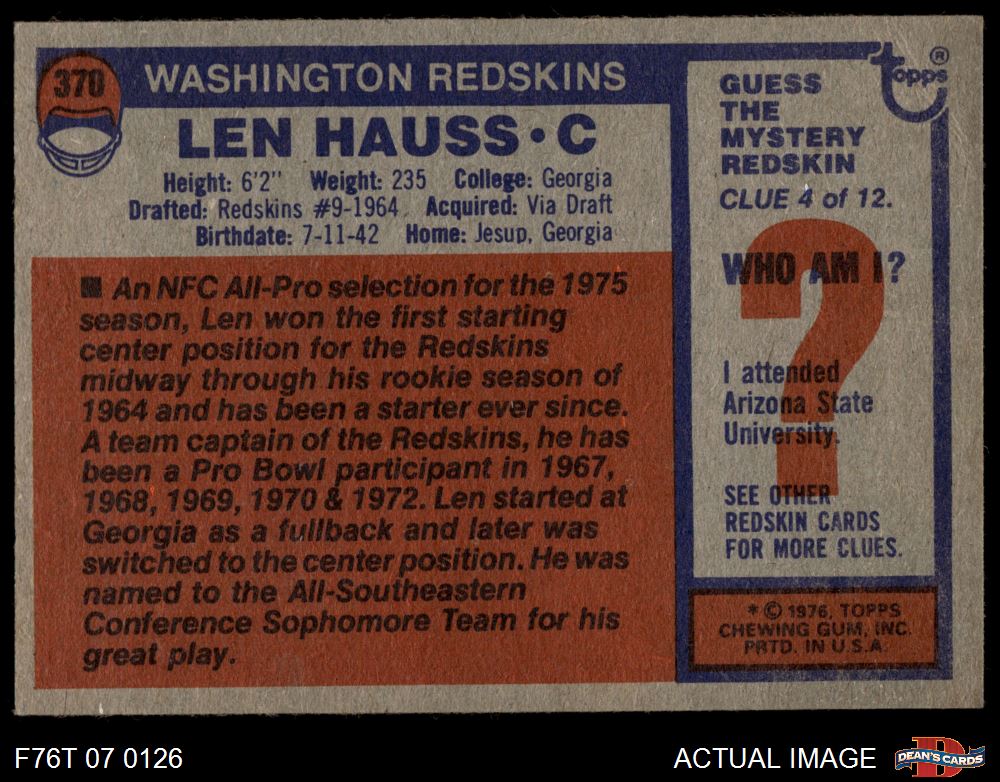 370
WASHINGTON REDSKINS
LEN HAUSS • C
Height: 6'2" Weight: 235 College: Georgia
Drafted: Redskins #9-1964 Acquired: Via Draft
Birthdate: 7-11-42 Home: Jesup, Georgia
■ An NFC All-Pro selection for the 1975
season, Len won the first starting
center position for the Redskins
midway through his rookie season of
1964 and has been a starter ever since.
A team captain of the Redskins, he has
been a Pro Bowl participant in 1967,
1968, 1969, 1970 & 1972. Len started at
Georgia as a fullback and later was
switched to the center position. He was
named to the All-Southeastern
Conference Sophomore Team for his
great play.
Topps®
GUESS
THE
MYSTERY
REDSKIN
CLUE 4 of 12.
WHO AM I?
?
I attended
Arizona State
University.
SEE OTHER
REDSKIN CARDS
FOR MORE CLUES.
* © 1976, TOPPS
CHEWING GUM, INC.
PRTD. IN U.S.A.
F76T 07 0126
ACTUAL IMAGE
D
DEAN'S CARDS